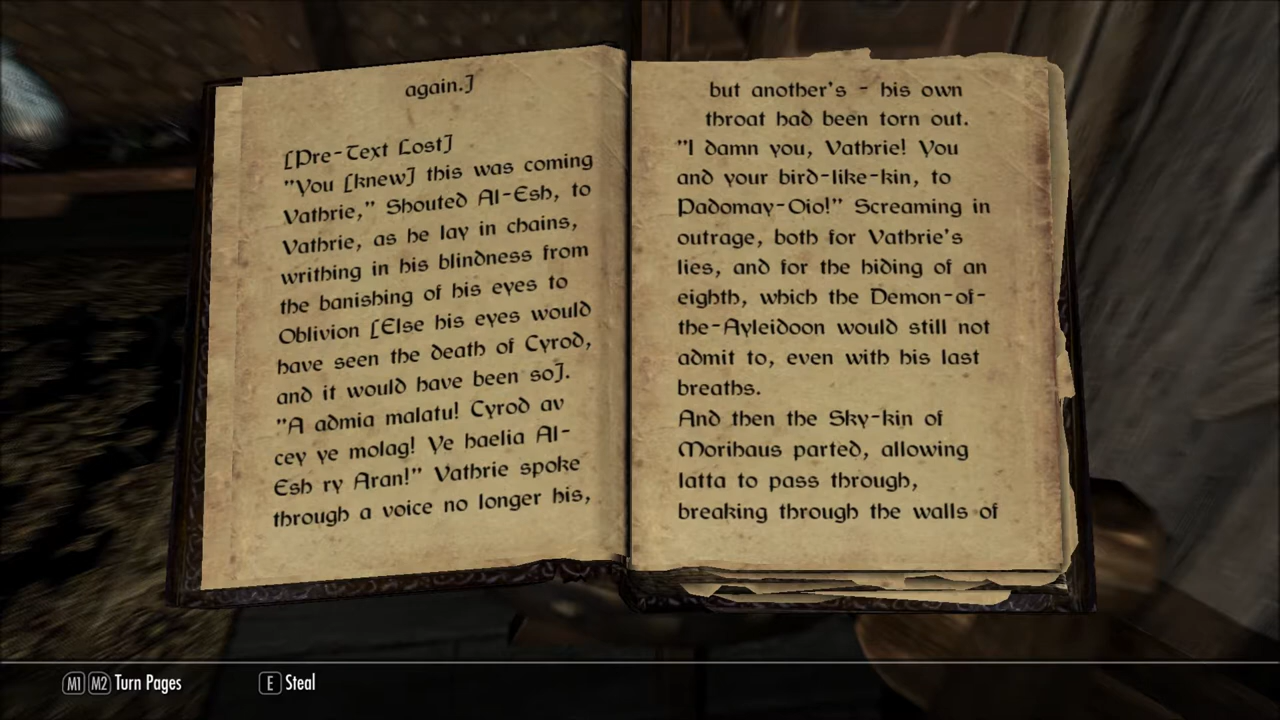 again.]
[Pre-Text Lost]
"You [knew] this was coming
Vathrie," Shouted Al-Esh, to
Vathrie, as he lay in chains,
writhing in his blindness from
the banishing of his eyes to
Oblivion [Else his eyes would
have seen the death of Cyrod,
and it would have been so].
"A admia malatu! Cyrod av
cey ye molag! Ye haelia Al-
Esh ry Aran!" Vathrie spoke
through a voice no longer his,
but another's - his own
throat had been torn out.
"I damn you, Vathrie! You
and your bird-like-kin, to
Padomay-Oio!" Screaming in
outrage, both for Vathrie's
lies, and for the hiding of an
eighth, which the Demon-of-
the-Ayleidoon would still not
admit to, even with his last
breaths.
And then the Sky-kin of
Morihaus parted, allowing
latta to pass through,
breaking through the walls of
M1 M2 Turn Pages
E Steal